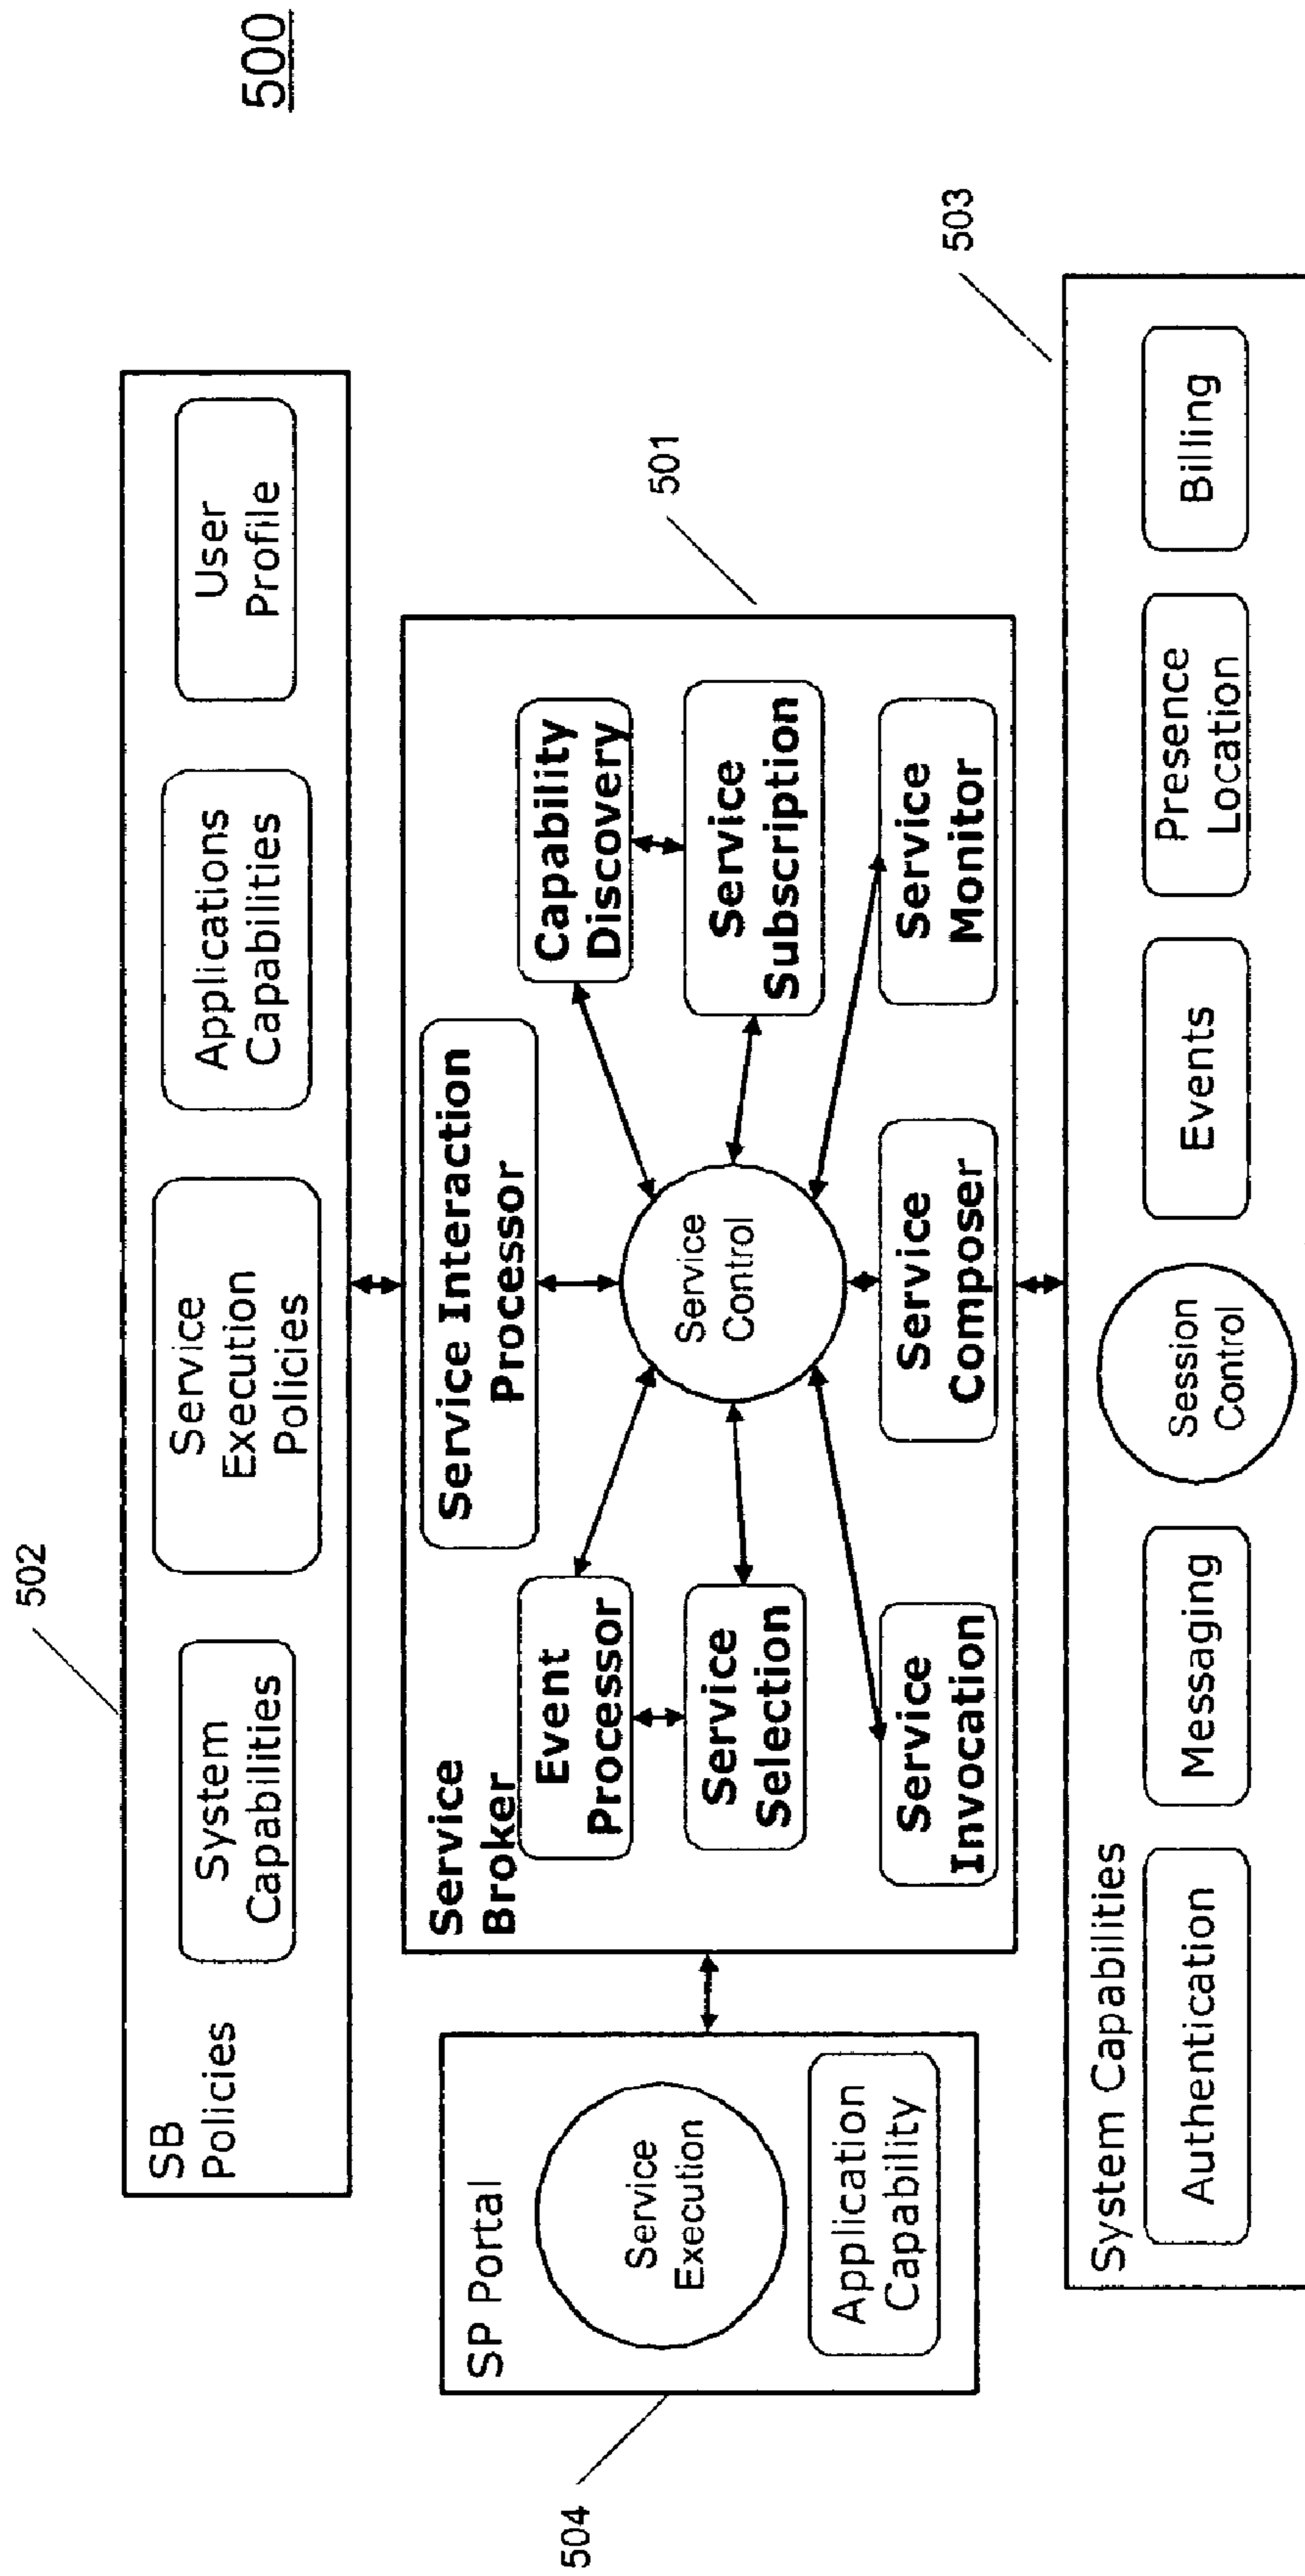 500
502
SB
Policies
System
Capabilities
Service
Execution
Policies
Applications
Capabilities
User
Profile
504
SP Portal
Service
Execution
Application
Capability
501
Service
Broker
Event
Processor
Service Interaction
Processor
Capability
Discovery
Service
Selection
Service
Control
Service
Subscription
Service
Invocation
Service
Composer
Service
Monitor
503
System Capabilities
Authentication
Messaging
Session
Control
Events
Presence
Location
Billing